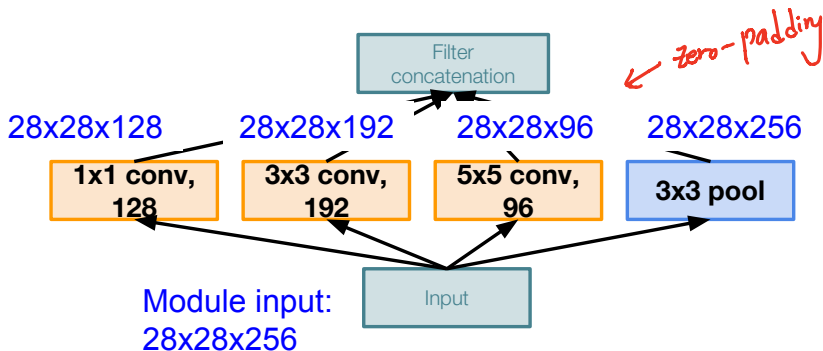 Filter
concatenation
zero-padding
28x28x128
28x28x192
28x28x96
28x28x256
1x1 conv,
128
3x3 conv,
192
5x5 conv,
96
3x3 pool
Input
Module input:
28x28x256